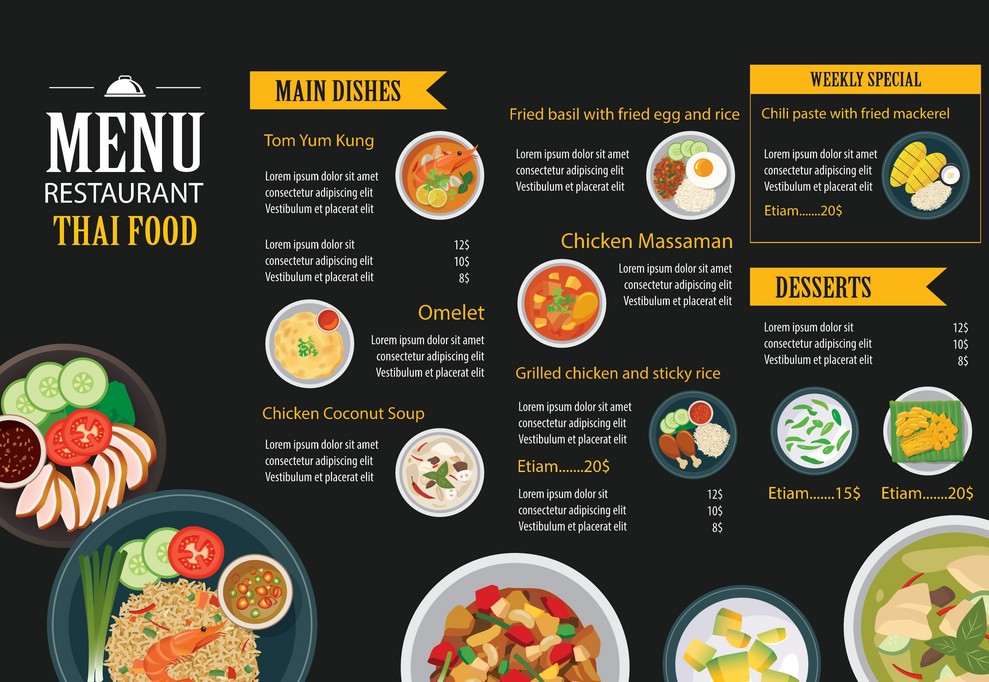 MENU
RESTAURANT
THAI FOOD
MAIN DISHES
Tom Yum Kung
Lorem ipsum dolor sit amet
consectetur adipiscing elit
Vestibulum et placerat elit
Lorem ipsum dolor sit 12$
consectetur adipiscing elit 10$
Vestibulum et placerat elit 8$
Omelet
Lorem ipsum dolor sit amet
consectetur adipiscing elit
Vestibulum et placerat elit
Chicken Coconut Soup
Lorem ipsum dolor sit amet
consectetur adipiscing elit
Vestibulum et placerat elit
Fried basil with fried egg and rice
Lorem ipsum dolor sit amet
consectetur adipiscing elit
Vestibulum et placerat elit
Chicken Massaman
Lorem ipsum dolor sit amet
consectetur adipiscing elit
Vestibulum et placerat elit
Grilled chicken and sticky rice
Lorem ipsum dolor sit amet
consectetur adipiscing elit
Vestibulum et placerat elit
Etiam.......20$
Lorem ipsum dolor sit 12$
consectetur adipiscing elit 10$
Vestibulum et placerat elit 8$
WEEKLY SPECIAL
Chili paste with fried mackerel
Lorem ipsum dolor sit amet
consectetur adipiscing elit
Vestibulum et placerat elit
Etiam.......20$
DESSERTS
Lorem ipsum dolor sit 12$
consectetur adipiscing elit 10$
Vestibulum et placerat elit 8$
Etiam.......15$
Etiam.......20$